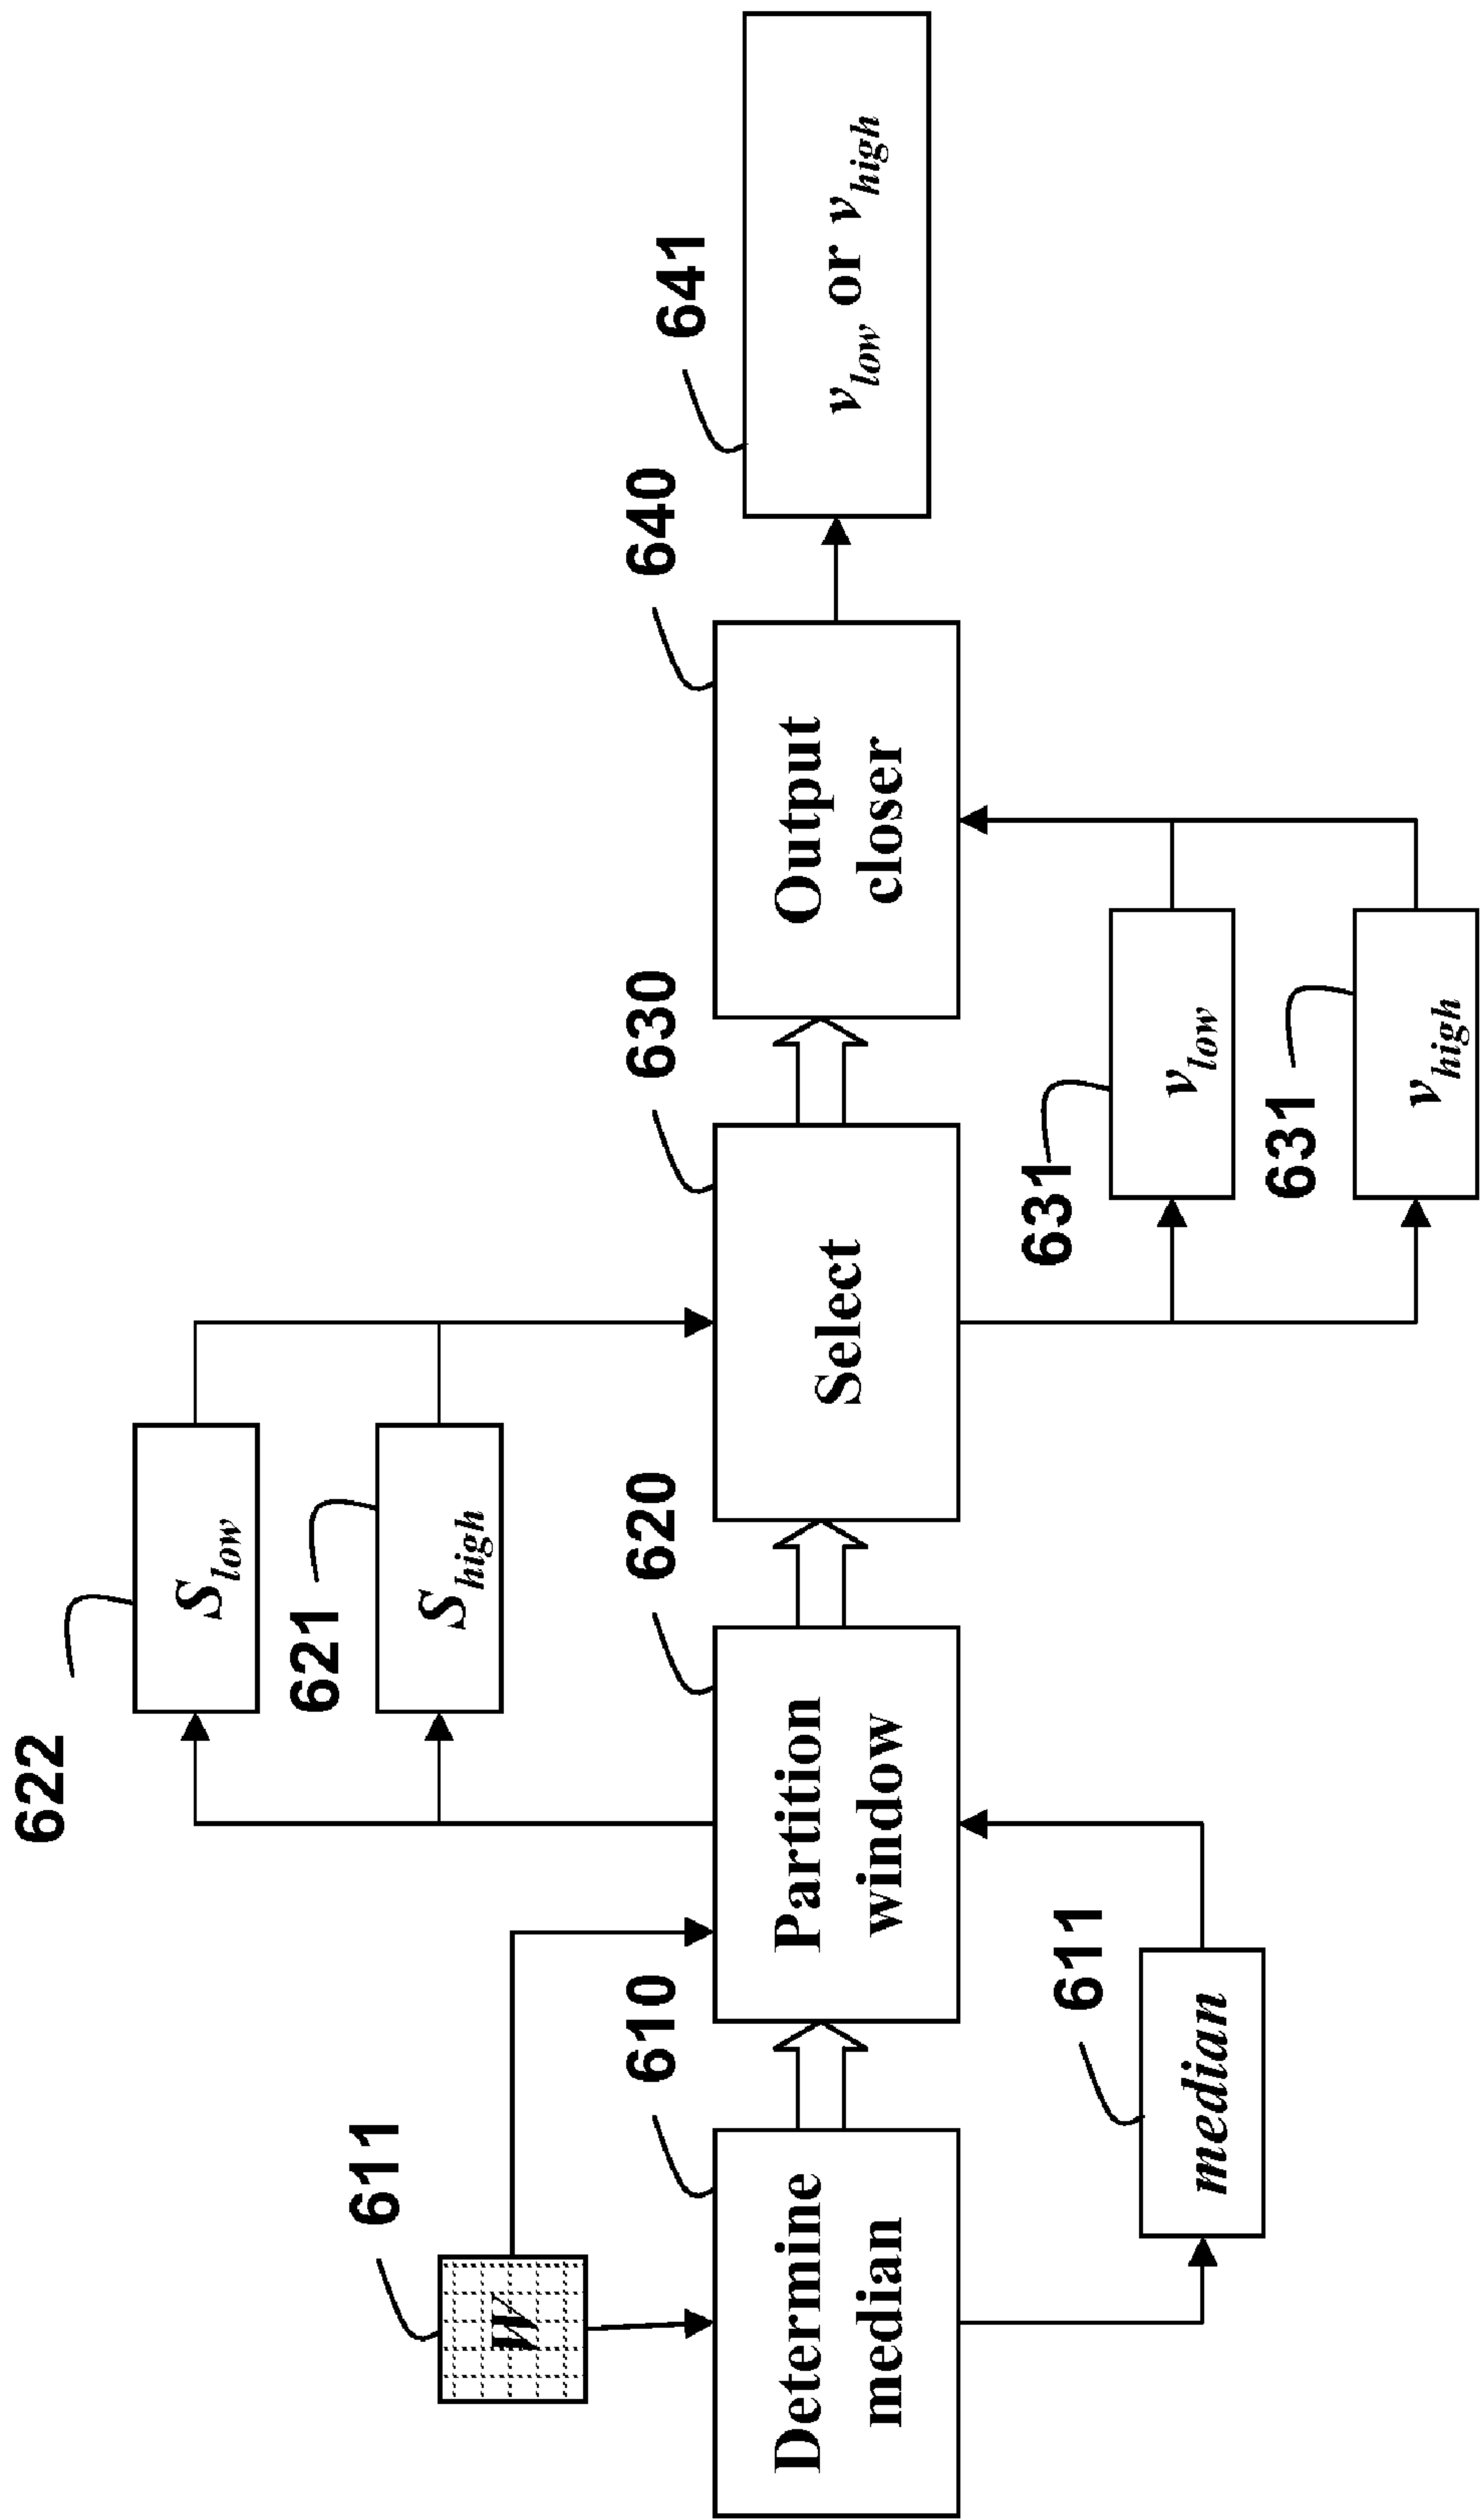 622
S_low
621
S_high
611
W
610
620
630
640
641
Determine
median
Partition
window
Select
Output
closer
v_low or v_high
611
median
631
v_low
631
v_high